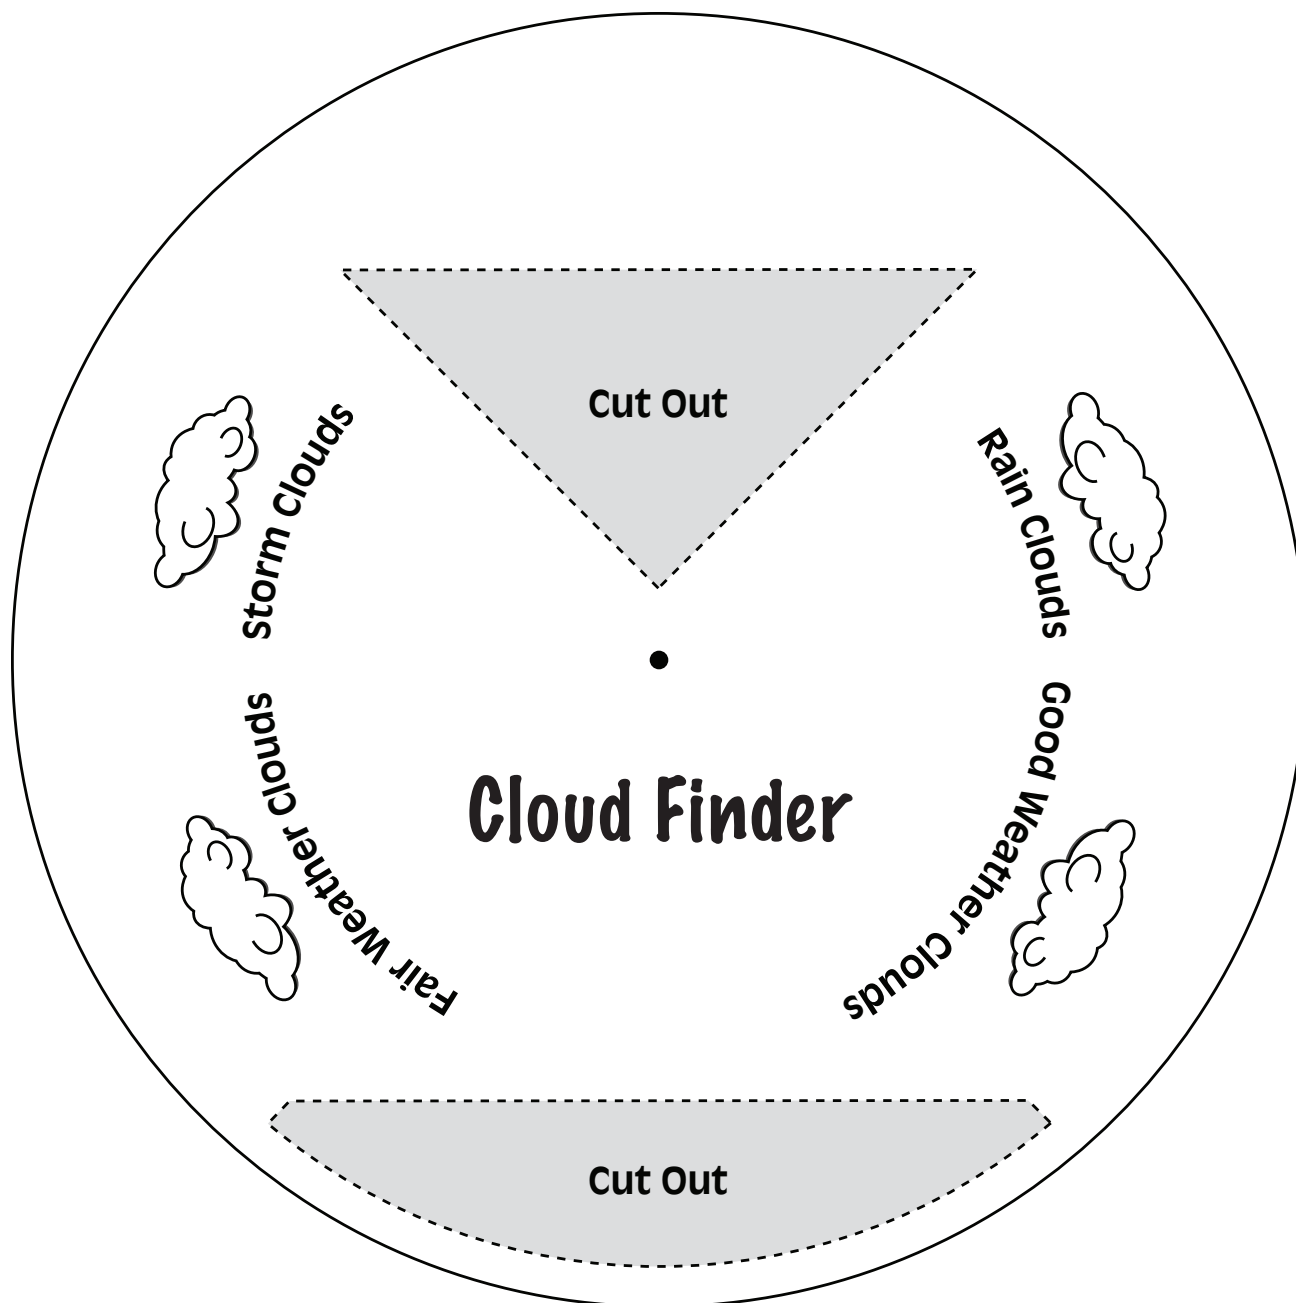 Cut Out
Storm Clouds
Rain Clouds
Cloud Finder
Fair Weather Clouds
Good Weather Clouds
Cut Out